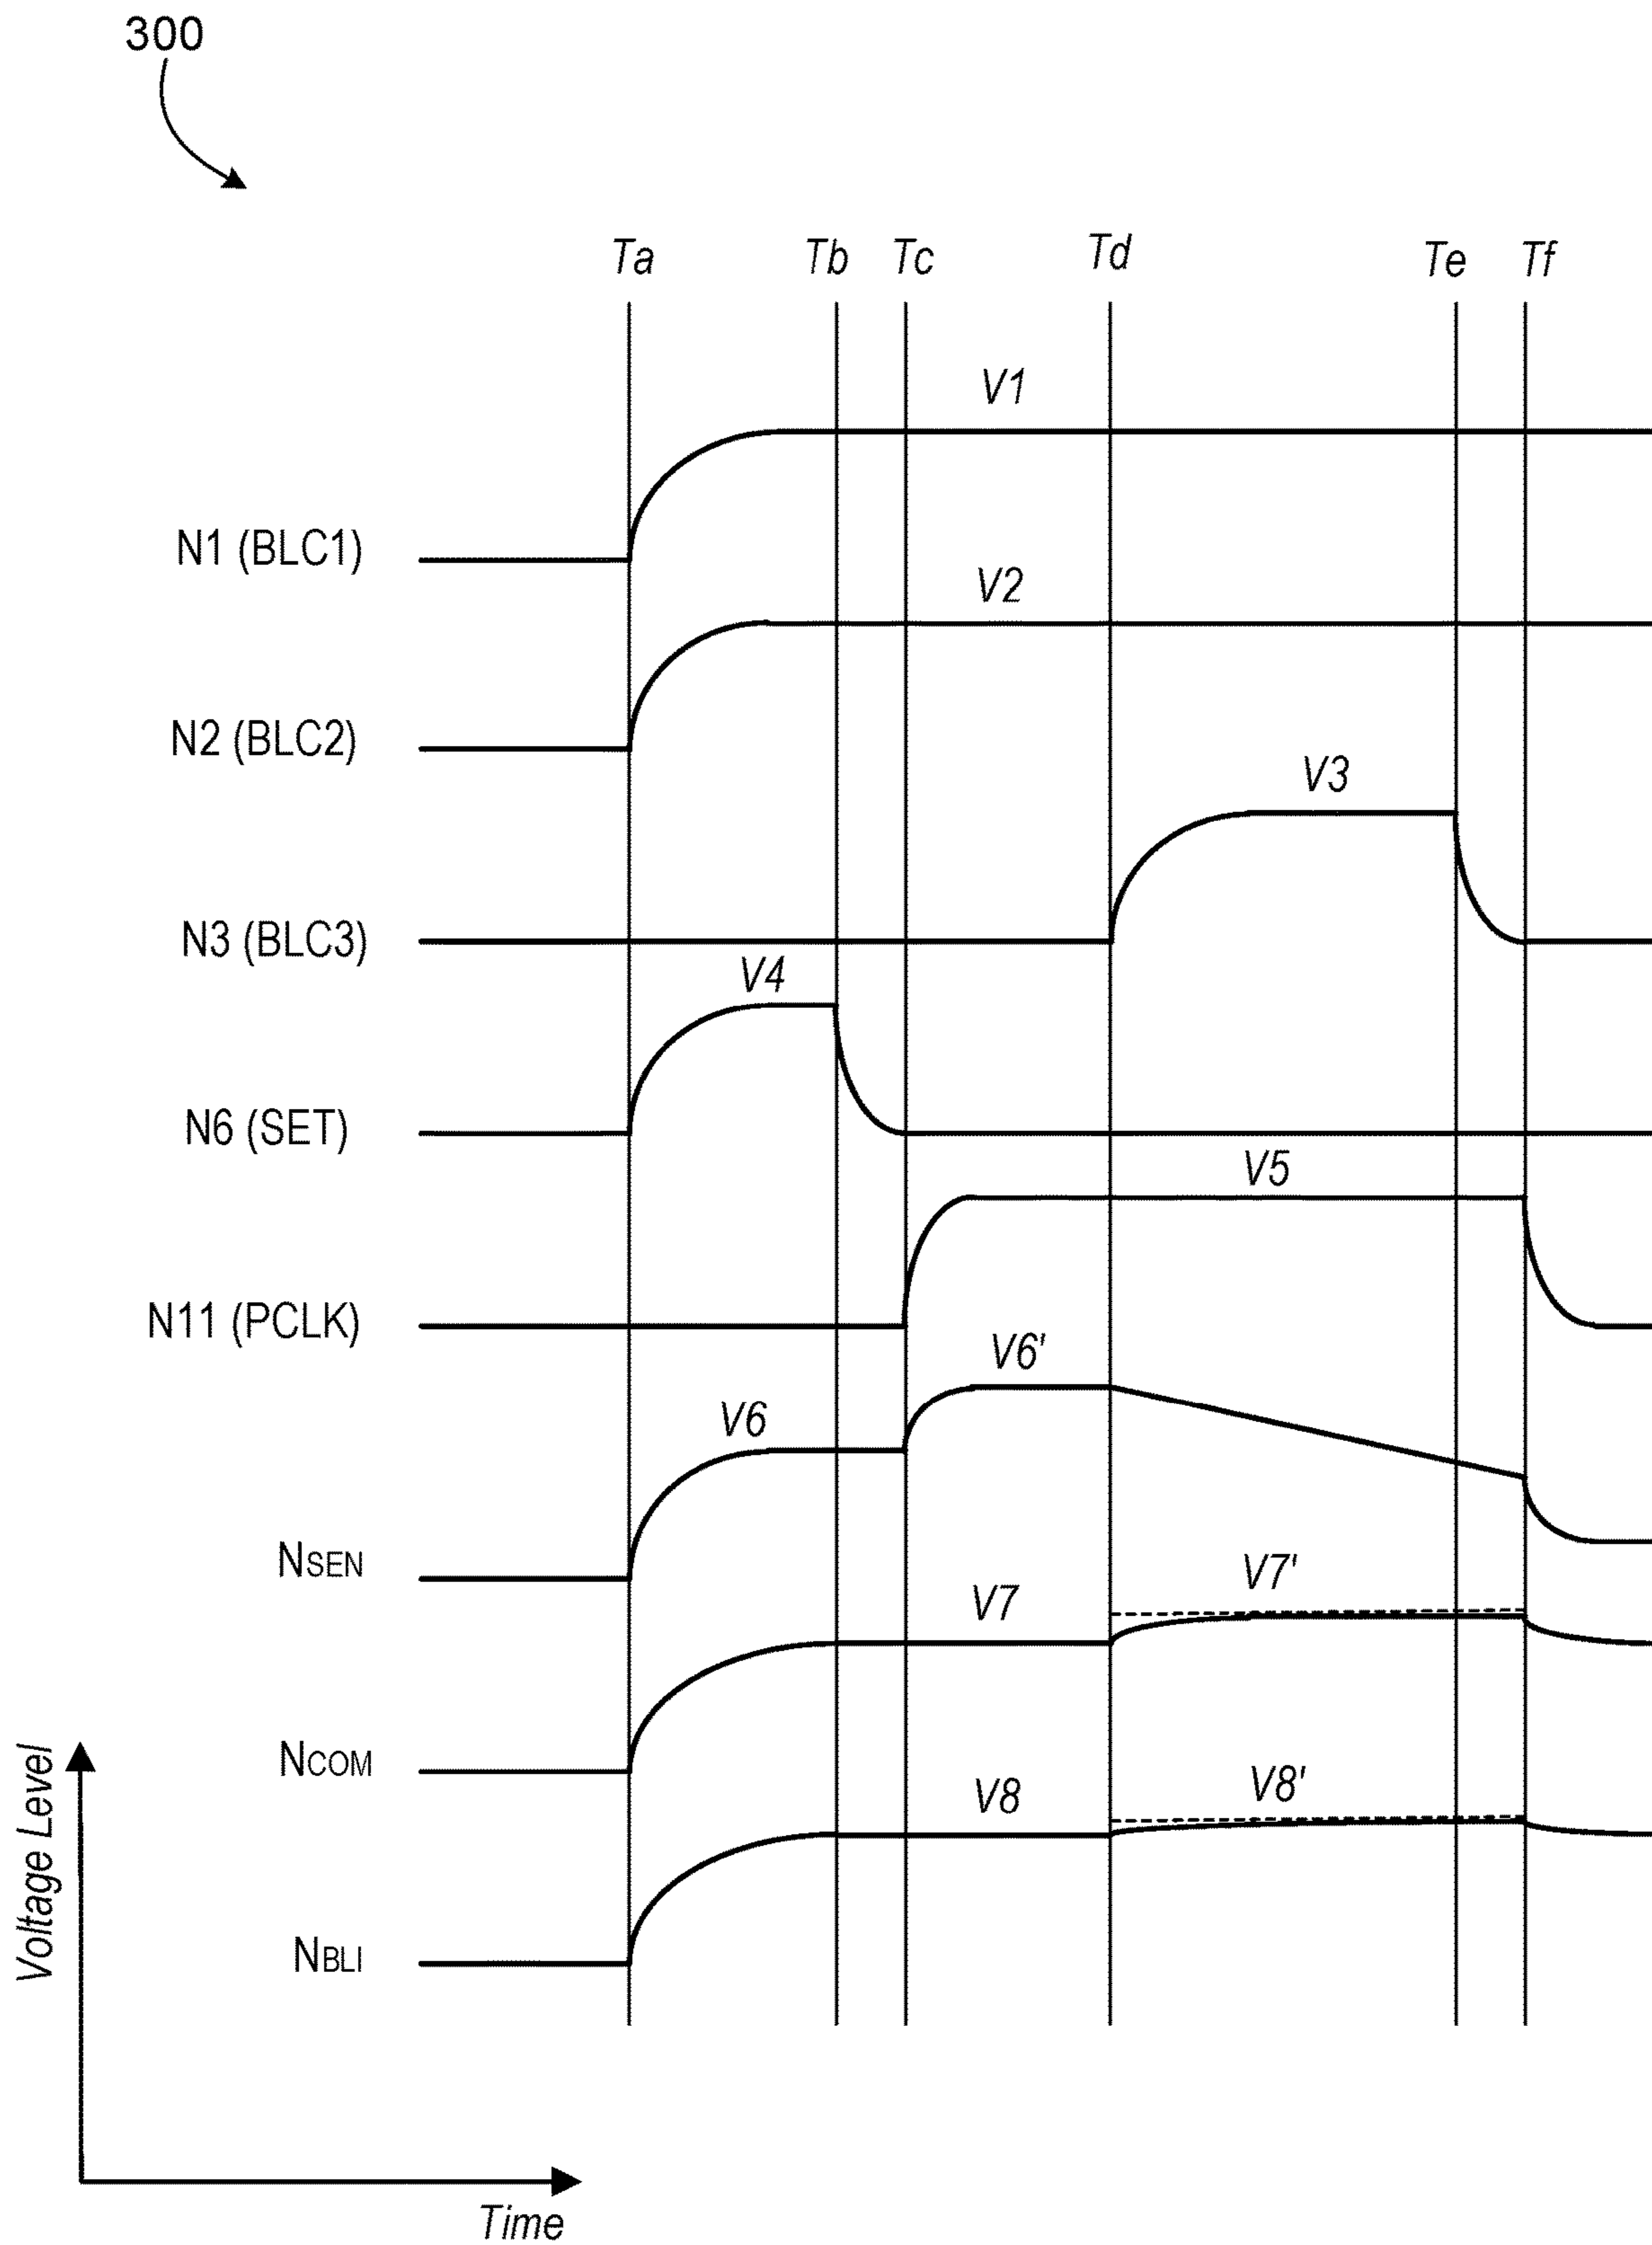 300
Ta Tb Tc Td Te Tf
V1
N1 (BLC1)
V2
N2 (BLC2)
V3
N3 (BLC3)
V4
N6 (SET)
V5
N11 (PCLK)
V6'
V6
NSEN
V7'
V7
NCOM
V8'
V8
NBLI
Voltage Level
Time